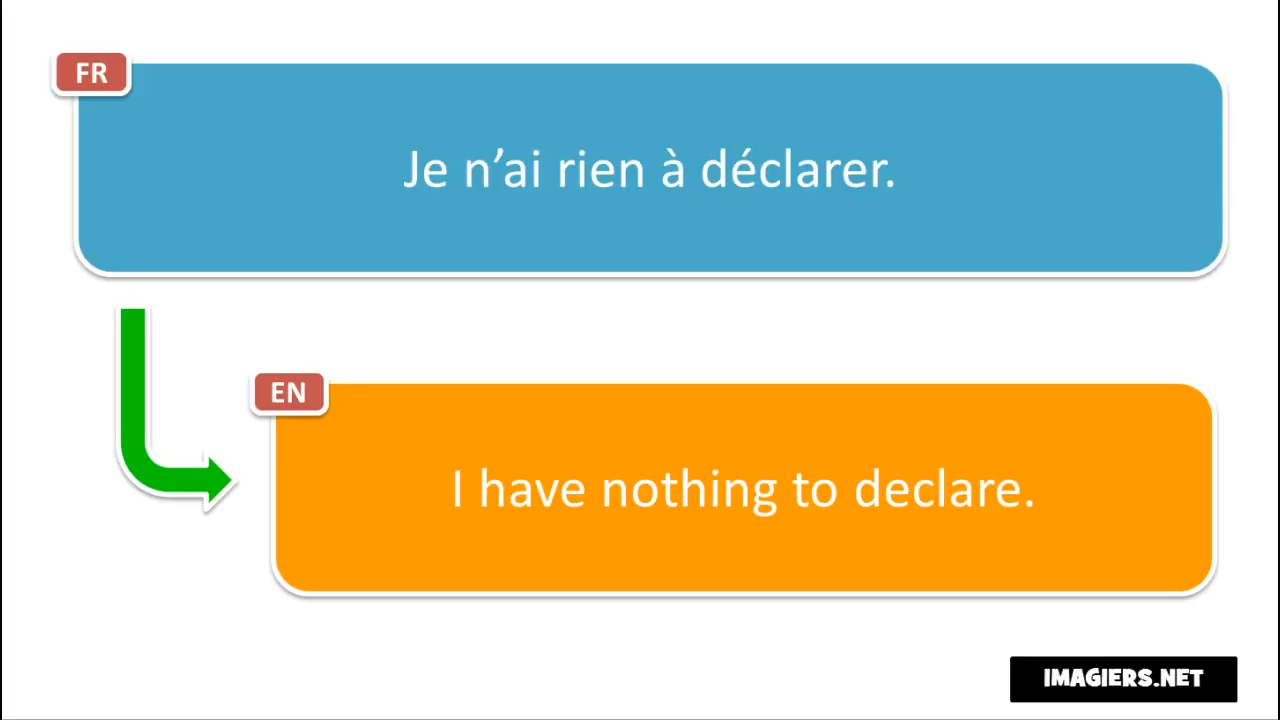 FR
Je n’ai rien à déclarer.
EN
I have nothing to declare.
IMAGIERS.NET